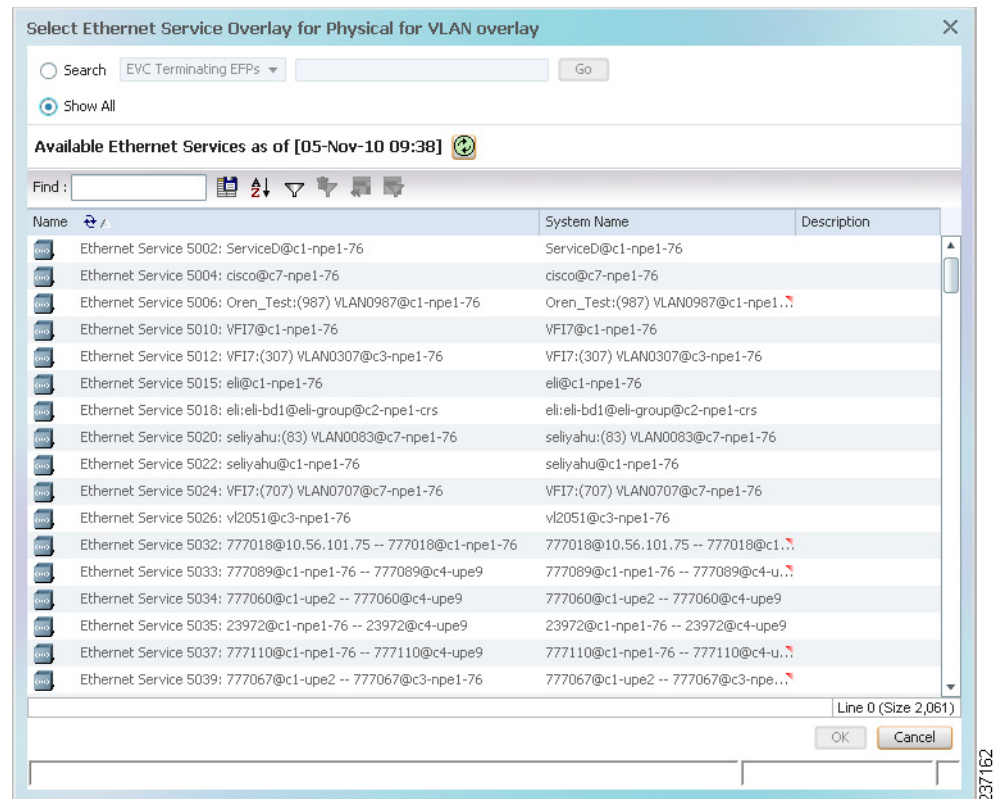 Select Ethernet Service Overlay for Physical for VLAN overlay
Search EVC Terminating EFPs Go
Show All
Available Ethernet Services as of [05-Nov-10 09:38]
Find :
Name System Name Description
Ethernet Service 5002: ServiceD@c1-npe1-76 ServiceD@c1-npe1-76
Ethernet Service 5004: cisco@c7-npe1-76 cisco@c7-npe1-76
Ethernet Service 5006: Oren_Test:(987) VLAN0987@c1-npe1-76 Oren_Test:(987) VLAN0987@c1-npe1...
Ethernet Service 5010: VFI7@c1-npe1-76 VFI7@c1-npe1-76
Ethernet Service 5012: VFI7:(307) VLAN0307@c3-npe1-76 VFI7:(307) VLAN0307@c3-npe1-76
Ethernet Service 5015: eli@c1-npe1-76 eli@c1-npe1-76
Ethernet Service 5018: eli:eli-bd1@eli-group@c2-npe1-crs eli:eli-bd1@eli-group@c2-npe1-crs
Ethernet Service 5020: seliyahu:(83) VLAN0083@c7-npe1-76 seliyahu:(83) VLAN0083@c7-npe1-76
Ethernet Service 5022: seliyahu@c1-npe1-76 seliyahu@c1-npe1-76
Ethernet Service 5024: VFI7:(707) VLAN0707@c7-npe1-76 VFI7:(707) VLAN0707@c7-npe1-76
Ethernet Service 5026: vl2051@c3-npe1-76 vl2051@c3-npe1-76
Ethernet Service 5032: 777018@10.56.101.75 -- 777018@c1-npe1-76 777018@10.56.101.75 -- 777018@c1...
Ethernet Service 5033: 777089@c1-npe1-76 -- 777089@c4-upe9 777089@c1-npe1-76 -- 777089@c4-u...
Ethernet Service 5034: 777060@c1-upe2 -- 777060@c4-upe9 777060@c1-upe2 -- 777060@c4-upe9
Ethernet Service 5035: 23972@c1-npe1-76 -- 23972@c4-upe9 23972@c1-npe1-76 -- 23972@c4-upe9
Ethernet Service 5037: 777110@c1-npe1-76 -- 777110@c4-upe9 777110@c1-npe1-76 -- 777110@c4-u...
Ethernet Service 5039: 777067@c1-upe2 -- 777067@c3-npe1-76 777067@c1-upe2 -- 777067@c3-npe...
Line 0 (Size 2,061)
OK Cancel
237162